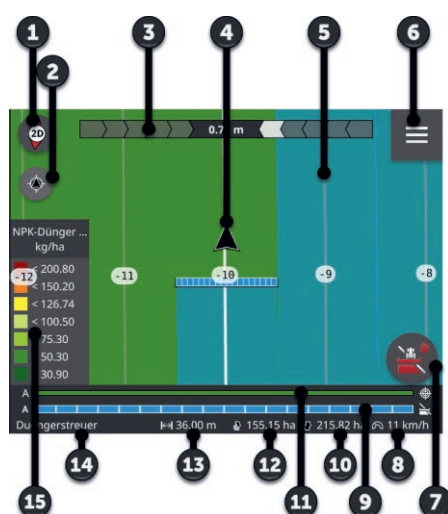 1
2
3
4
5
6
2D
0.7 m
NPK-Dünger ...
kg/ha
< 200.80
< 150.20
< 126.74
< 100.50
75.30
50.30
30.90
-12
-11
-10
-9
-8
A
A
Duengerstreuer
36,00 m
155,15 ha
215,82 ha
11 km/h
15
14
13
12
11
10
9
8
7